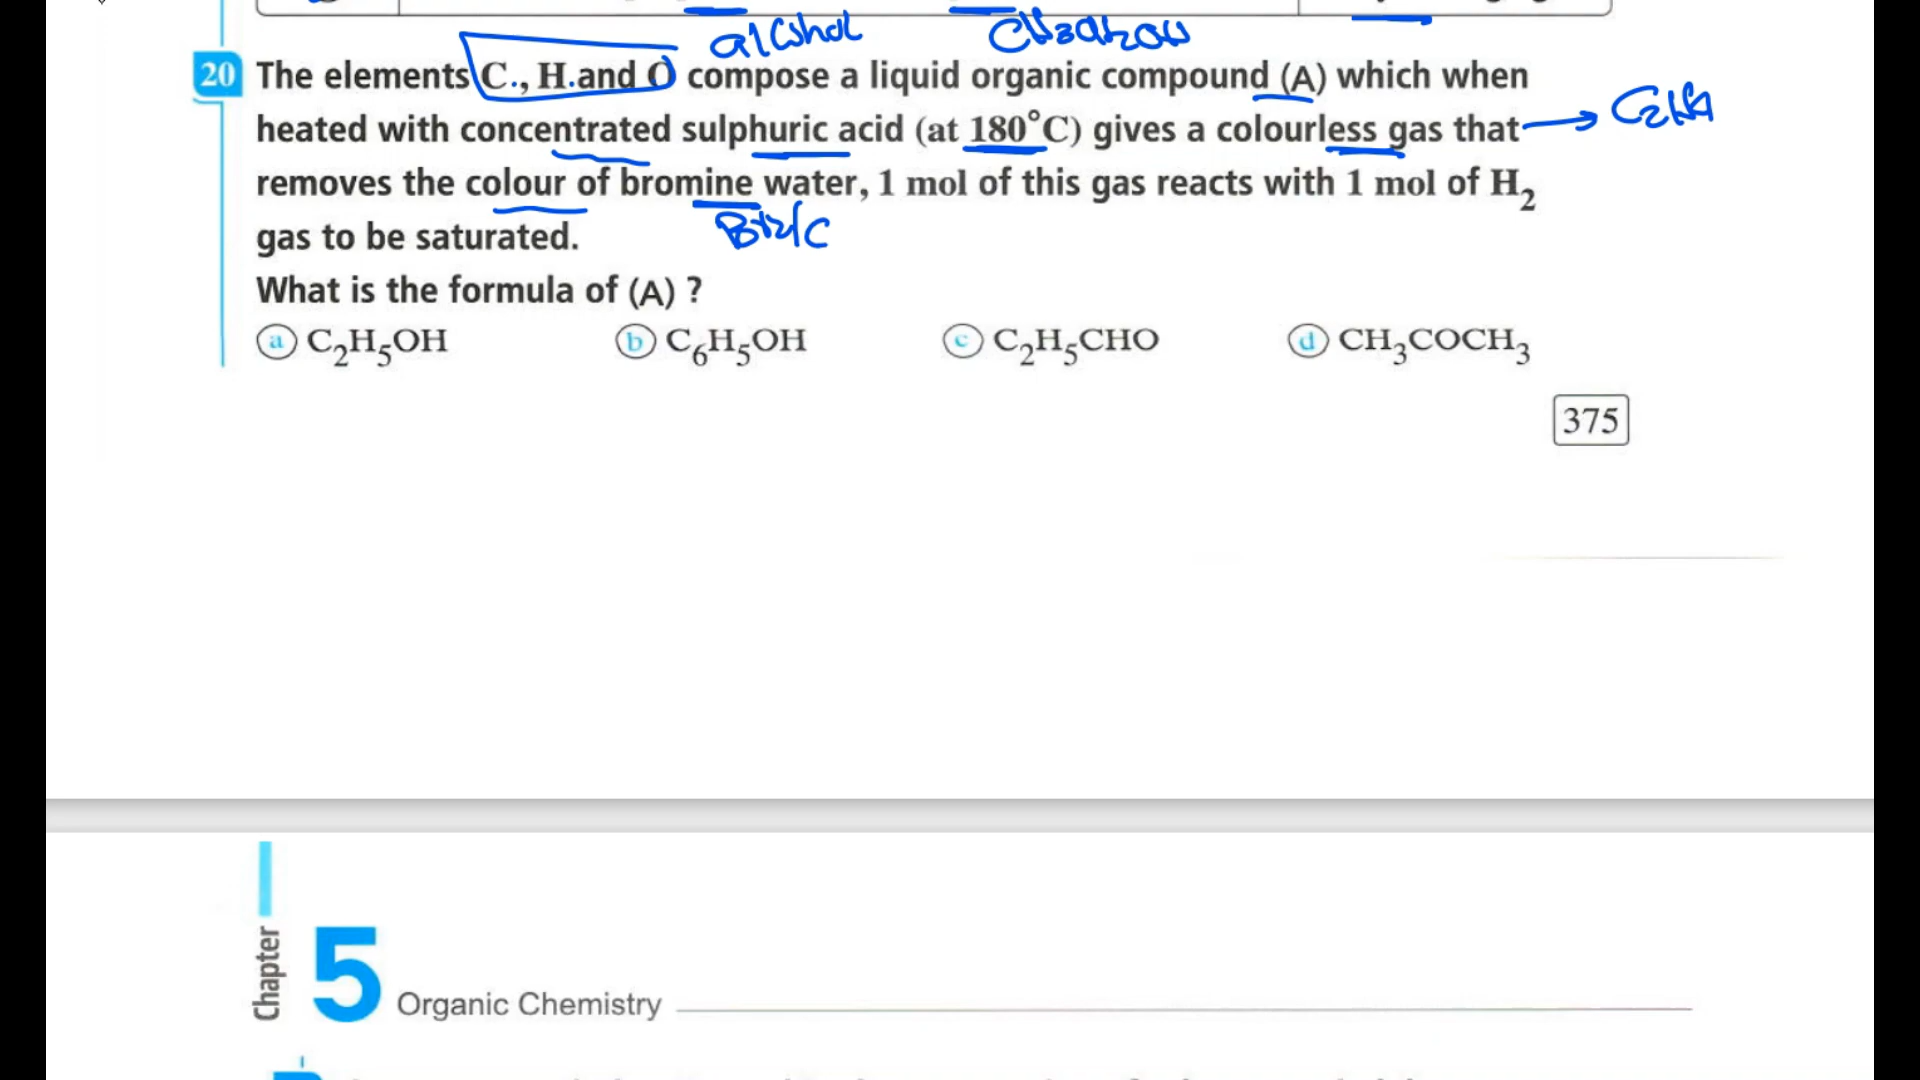 alcohol CH3CH2OH
20 The elements C., H. and O compose a liquid organic compound (A) which when
heated with concentrated sulphuric acid (at 180°C) gives a colourless gas that → C2H4
removes the colour of bromine water, 1 mol of this gas reacts with 1 mol of H2
Br2/C
gas to be saturated.
What is the formula of (A) ?
a C2H5OH b C6H5OH c C2H5CHO d CH3COCH3
375
Chapter 5 Organic Chemistry